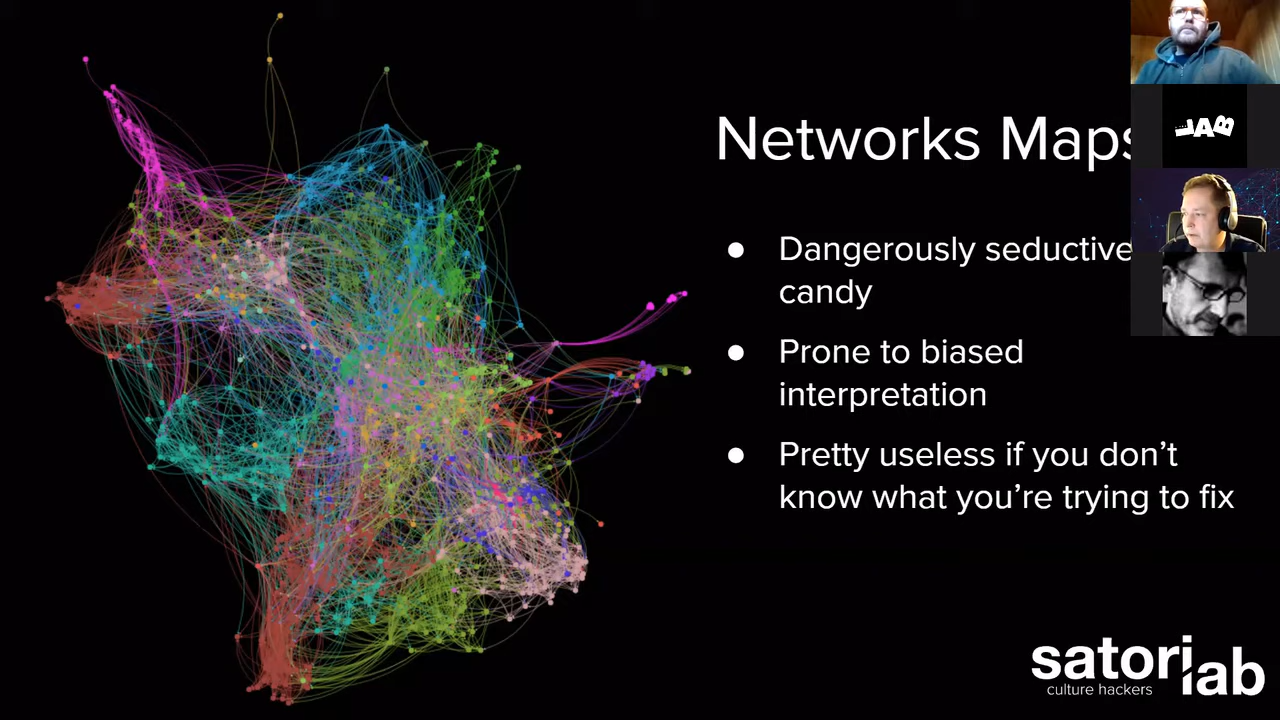 Networks Maps
● Dangerously seductive
candy
● Prone to biased
interpretation
● Pretty useless if you don’t
know what you’re trying to fix
satori lab
culture hackers